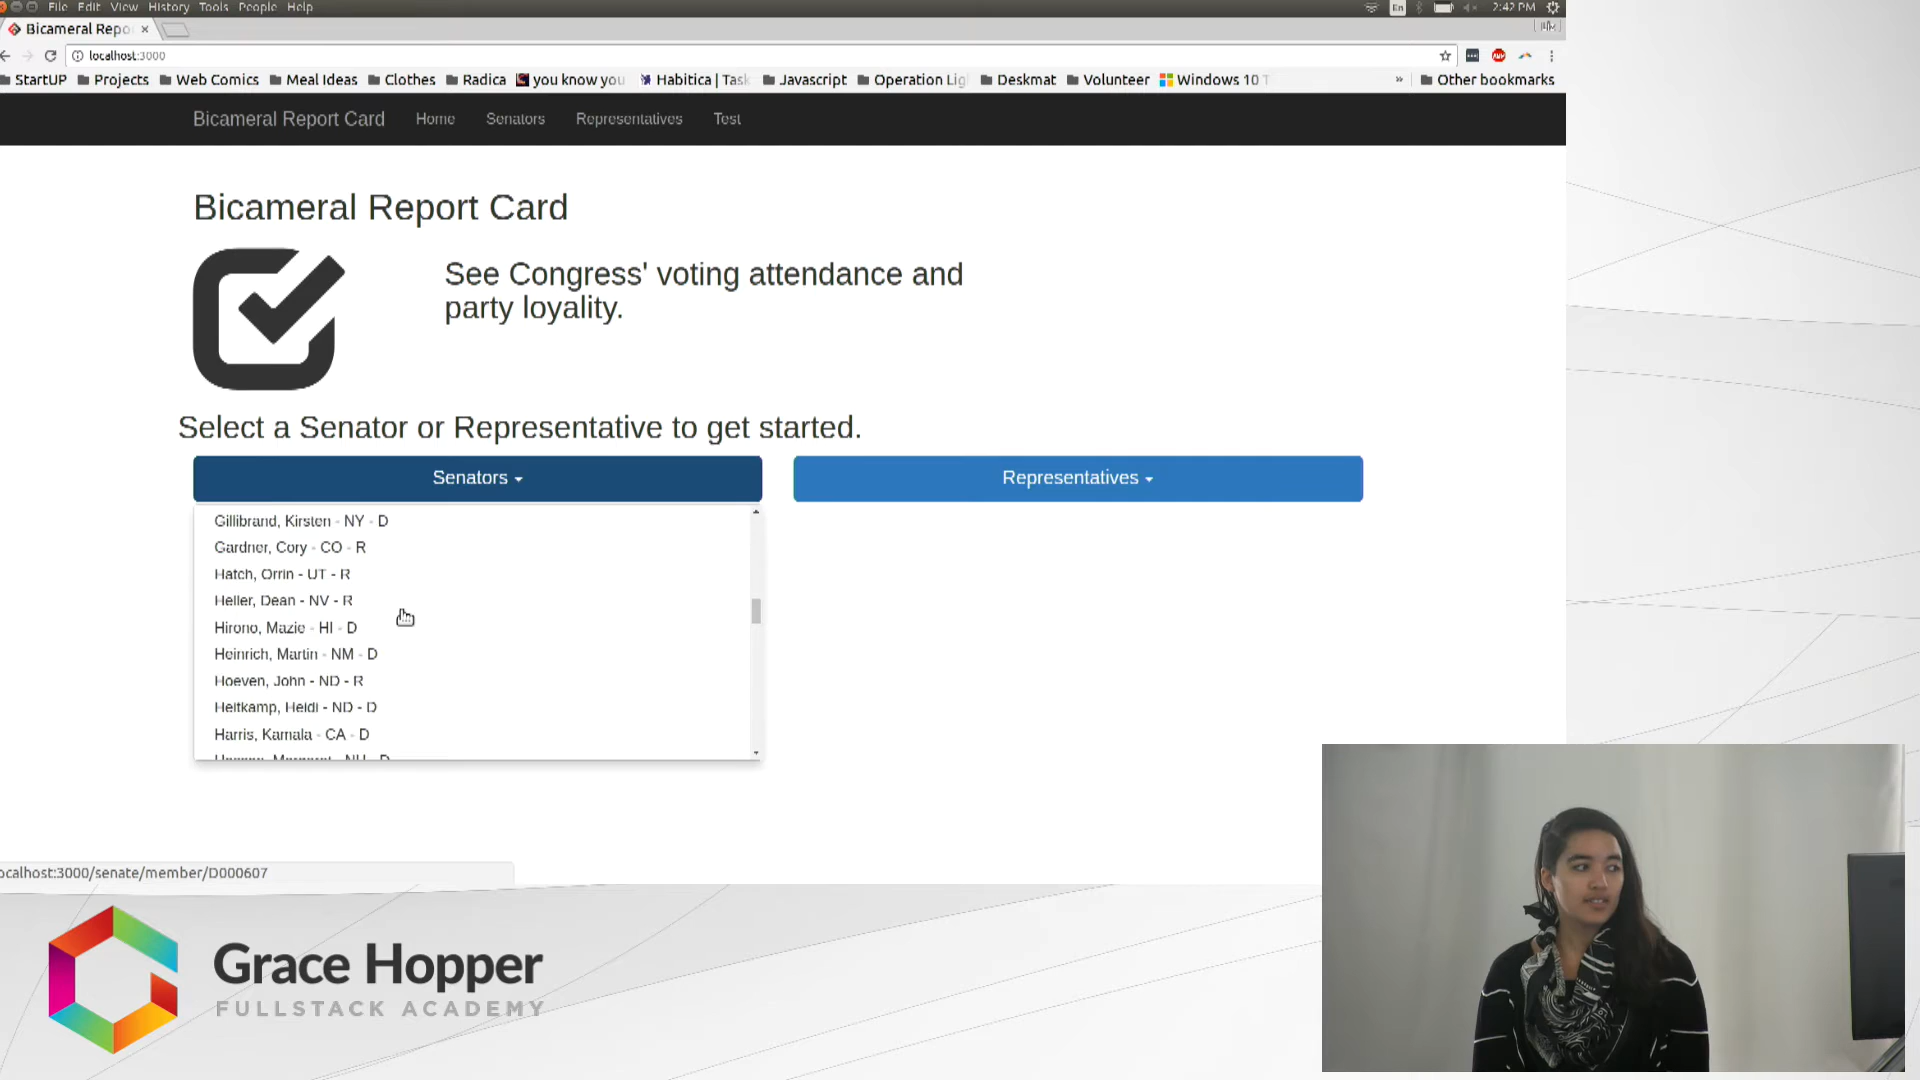 File Edit View History Tools People Help
En 2:42 PM
Bicameral Repo
localhost:3000
StartUP Projects Web Comics Meal Ideas Clothes Radica you know you Habitica | Task Javascript Operation Lig Deskmat Volunteer Windows 10 T » Other bookmarks
Bicameral Report Card Home Senators Representatives Test
Bicameral Report Card
See Congress' voting attendance and
party loyality.
Select a Senator or Representative to get started.
Senators
Representatives
Gillibrand, Kirsten - NY - D
Gardner, Cory - CO - R
Hatch, Orrin - UT - R
Heller, Dean - NV - R
Hirono, Mazie - HI - D
Heinrich, Martin - NM - D
Hoeven, John - ND - R
Heitkamp, Heidi - ND - D
Harris, Kamala - CA - D
ocalhost:3000/senate/member/D000607
Grace Hopper
FULLSTACK ACADEMY